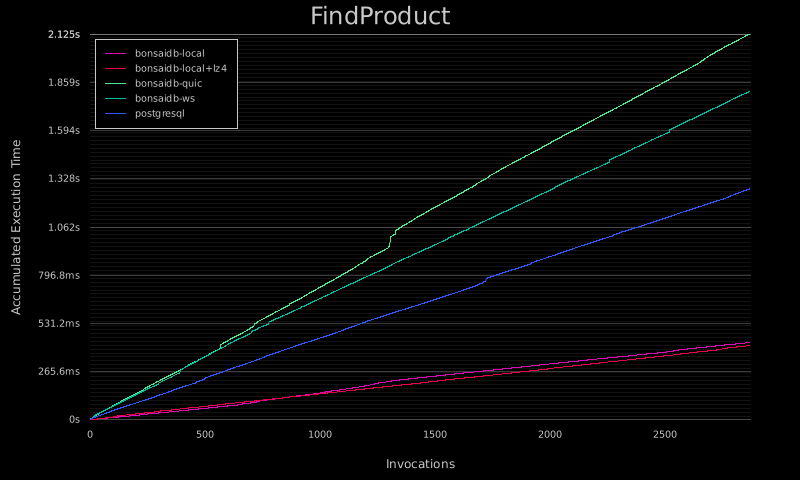 FindProduct
2.125s
1.859s
1.594s
1.328s
1.062s
796.8ms
531.2ms
265.6ms
0s
Accumulated Execution Time
bonsaidb-local
bonsaidb-local+lz4
bonsaidb-quic
bonsaidb-ws
postgresql
0 500 1000 1500 2000 2500
Invocations